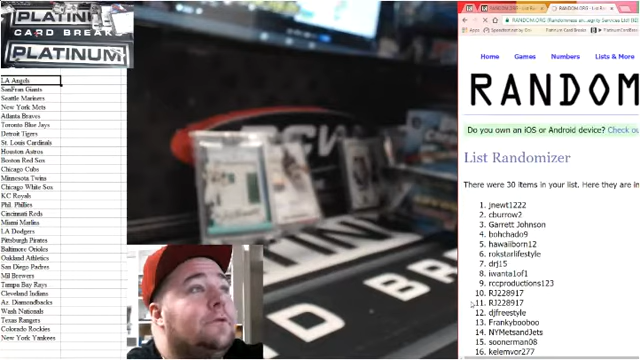 PLATINUM
CARD BREAKS
PLATINUM
LA Angels
SanFran Giants
Seattle Mariners
New York Mets
Atlanta Braves
Toronto Blue Jays
Detroit Tigers
St. Louis Cardinals
Houston Astros
Boston Red Sox
Chicago Cubs
Minnesota Twins
Chicago White Sox
KC Royals
Phil Phillies
Cincinnati Reds
Miami Marlins
LA Dodgers
Pittsburgh Pirates
Baltimore Orioles
Oakland Athletics
San Diego Padres
Mil Brewers
Tampa Bay Rays
Cleveland Indians
Az Diamondbacks
Wash Nationals
Texas Rangers
Colorado Rockies
New York Yankees
Home Games Numbers Lists & More
RANDOM
Do you own an iOS or Android device? Check ou
List Randomizer
There were 30 items in your list. Here they are in
1. jnewt1222
2. cburrow2
3. Garrett Johnson
4. bohchado9
5. hawaiiborn12
6. rokstarlifestyle
7. drj15
8. iwanta1of1
9. rccproductions123
10. RJ228917
11. RJ228917
12. djfreestyle
13. Frankybooboo
14. NYMetsandJets
15. soonerman08
16. kelemvor277